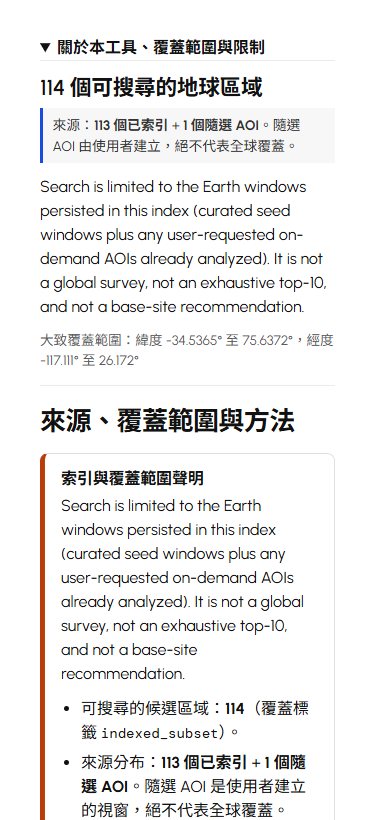 ▼ 關於本工具、覆蓋範圍與限制
114 個可搜尋的地球區域
來源：113 個已索引 + 1 個隨選 AOI。隨選
AOI 由使用者建立，絕不代表全球覆蓋。
Search is limited to the Earth windows
persisted in this index (curated seed
windows plus any user-requested on-
demand AOIs already analyzed). It is not
a global survey, not an exhaustive top-10,
and not a base-site recommendation.
大致覆蓋範圍：緯度 -34.5365° 至 75.6372°，經度
-117.111° 至 26.172°
來源、覆蓋範圍與方法
索引與覆蓋範圍聲明
Search is limited to the Earth
windows persisted in this index
(curated seed windows plus any
user-requested on-demand AOIs
already analyzed). It is not a global
survey, not an exhaustive top-10,
and not a base-site
recommendation.
• 可搜尋的候選區域：114（覆蓋標
籤 indexed_subset）。
• 來源分布：113 個已索引 + 1 個隨
選 AOI。隨選 AOI 是使用者建立
的視窗，絕不代表全球覆蓋。